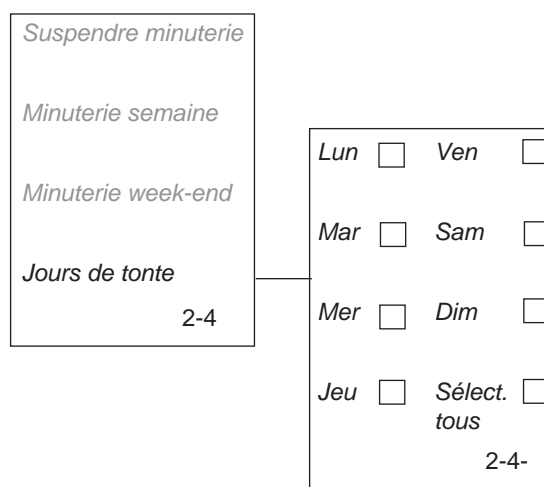 Suspendre minuterie
Minuterie semaine
Minuterie week-end
Jours de tonte
2-4
Lun Ven
Mar Sam
Mer Dim
Jeu Sélect.
tous
2-4-